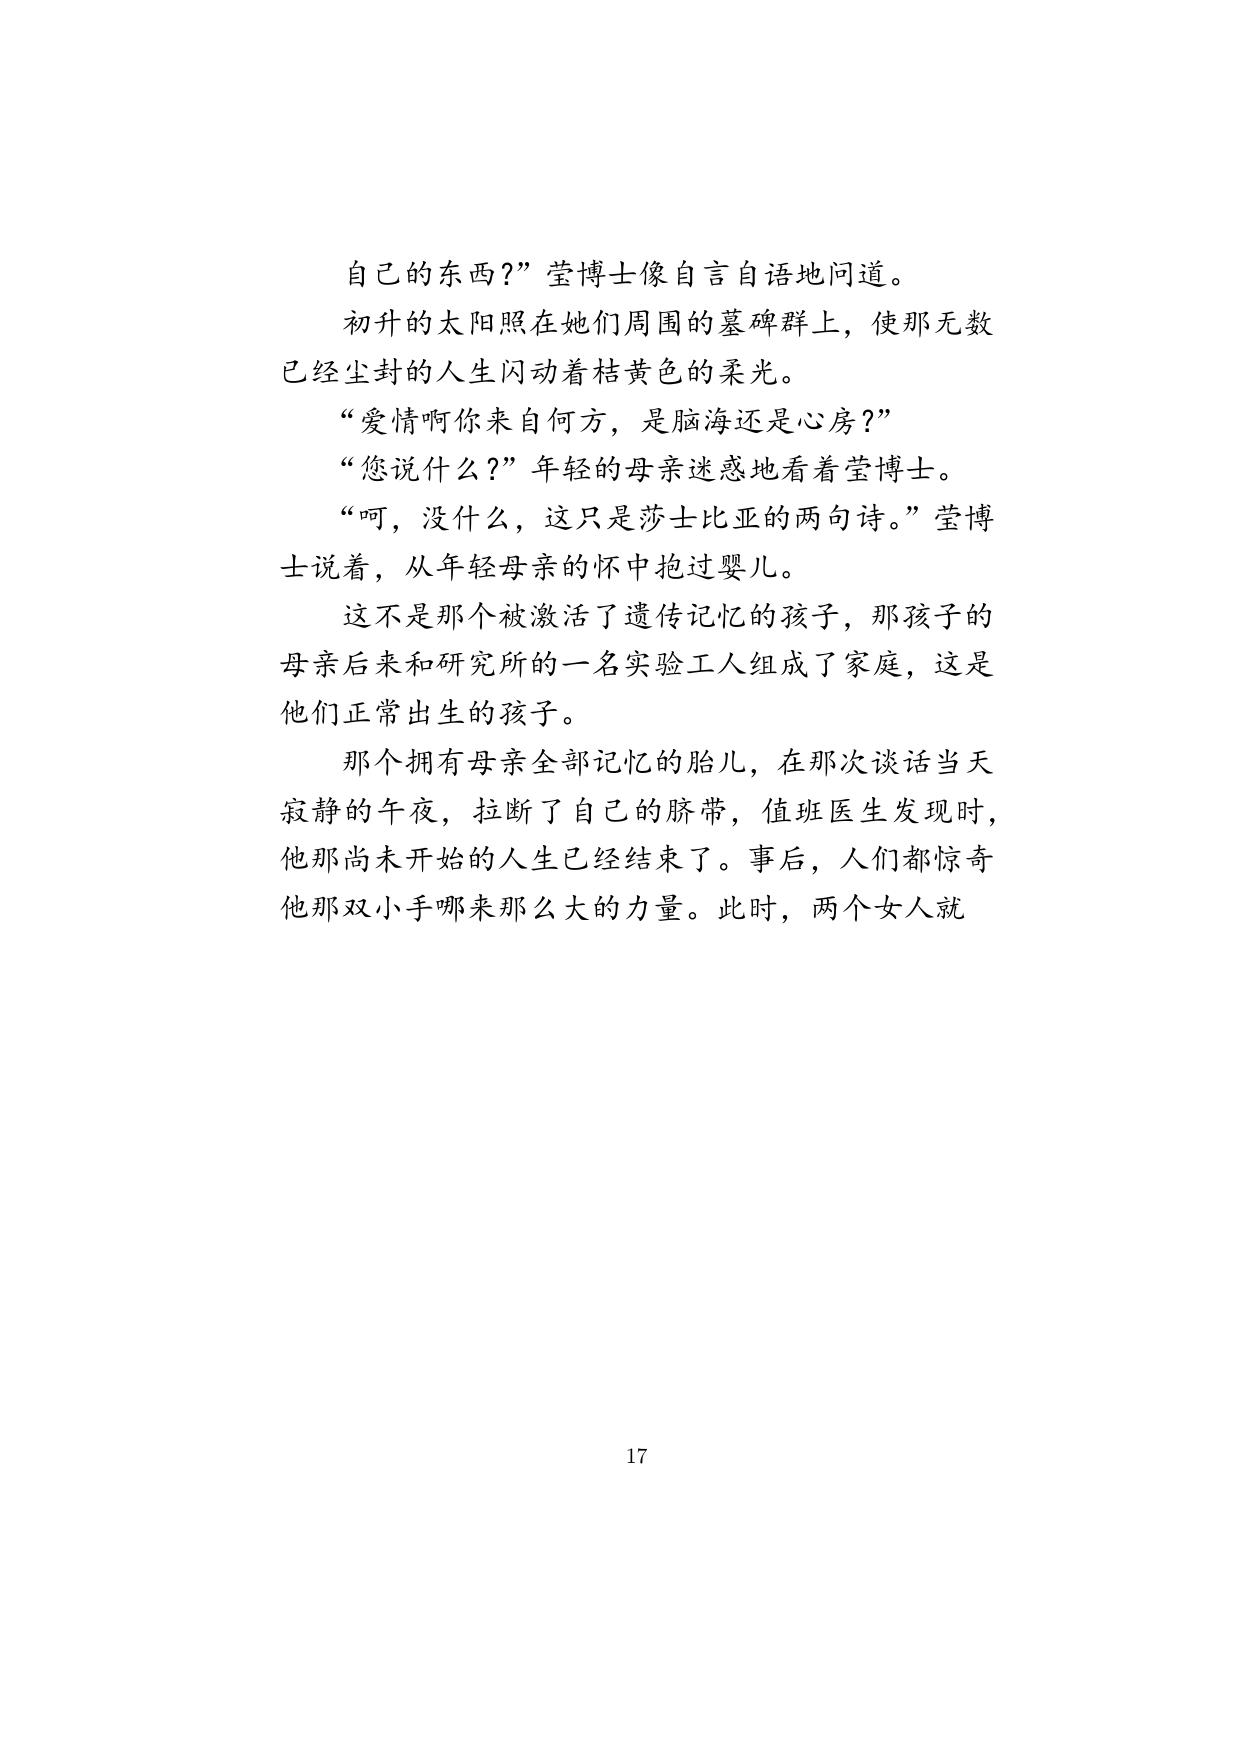 自己的东西?”莹博士像自言自语地问道。
初升的太阳照在她们周围的墓碑群上，使那无数
已经尘封的人生闪动着桔黄色的柔光。
“爱情啊你来自何方，是脑海还是心房?”
“您说什么?”年轻的母亲迷惑地看着莹博士。
“呵，没什么，这只是莎士比亚的两句诗。”莹博
士说着，从年轻母亲的怀中抱过婴儿。
这不是那个被激活了遗传记忆的孩子，那孩子的
母亲后来和研究所的一名实验工人组成了家庭，这是
他们正常出生的孩子。
那个拥有母亲全部记忆的胎儿，在那次谈话当天
寂静的午夜，拉断了自己的脐带，值班医生发现时，
他那尚未开始的人生已经结束了。事后，人们都惊奇
他那双小手哪来那么大的力量。此时，两个女人就
17